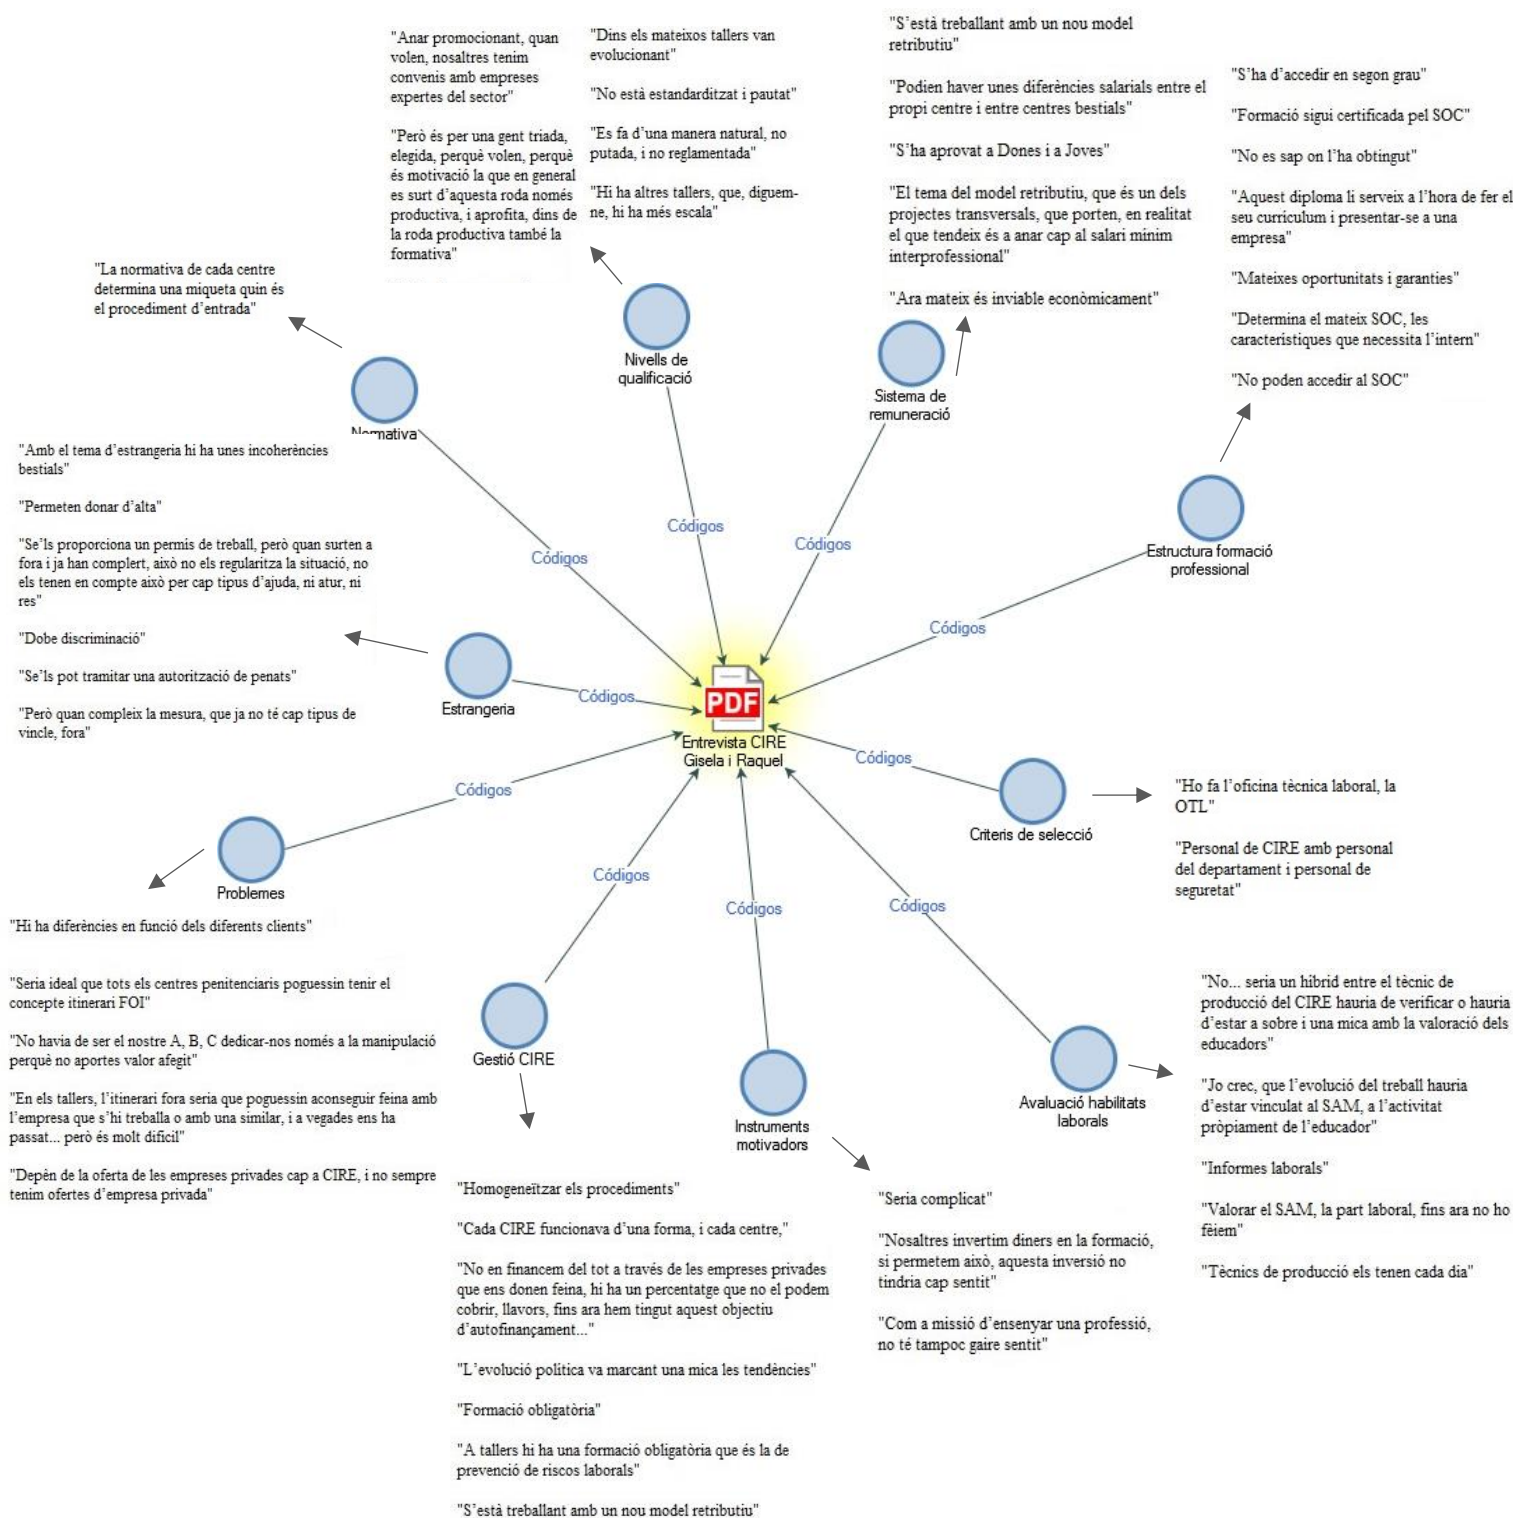 "Anar promocionant, quan
volen, nosaltres tenim
convenis amb empreses
expertes del sector"
"Però és per una gent triada,
elegida, perquè volen, perquè
és motivació la que en general
es surt d'aquesta roda només
productiva, i aprofita, dins de
la roda productiva també la
formativa"
"Dins els mateixos tallers van
evolucionant"
"No està estandarditzat i pautat"
"Es fa d'una manera natural, no
putada, i no reglamentada"
"Hi ha altres tallers, que, diguem-
ne, hi ha més escala"
"S'està treballant amb un nou model
retributiu"
"Podien haver unes diferències salarials entre el
propi centre i entre centres bestials"
"S'ha aprovat a Dones i a Joves"
"El tema del model retributiu, que és un dels
projectes transversals, que porten, en realitat
el que tendeix és a anar cap al salari mínim
interprofessional"
"Ara mateix és inviable econòmicament"
"S'ha d'accedir en segon grau"
"Formació sigui certificada pel SOC"
"No es sap on l'ha obtingut"
"Aquest diploma li serveix a l'hora de fer el
seu curriculum i presentar-se a una
empresa"
"Mateixes oportunitats i garanties"
"Determina el mateix SOC, les
característiques que necessita l'intern"
"No poden accedir al SOC"
"La normativa de cada centre
determina una miqueta quin és
el procediment d'entrada"
Nivells de
qualificació
Sistema de
remuneració
Normativa
"Amb el tema d'estrangeria hi ha unes incoherències
bestials"
"Permeten donar d'alta"
"Se'ls proporciona un permís de treball, però quan surten a
fora i ja han complert, això no els regularitza la situació, no
els tenen en compte això per cap tipus d'ajuda, ni atur, ni
res"
"Dobe discriminació"
"Se'ls pot tramitar una autorització de penats"
"Però quan compleix la mesura, que ja no té cap tipus de
vincle, fora"
Estructura formació
professional
Códigos
Códigos
Códigos
Códigos
Estrangeria
Códigos
PDF
Entrevista CIRE
Gisela i Raquel
Códigos
Códigos
Criteris de selecció
"Ho fa l'oficina tècnica laboral, la
OTL"
"Personal de CIRE amb personal
del departament i personal de
seguretat"
Problemes
Códigos
Códigos
Códigos
"Hi ha diferències en funció dels diferents clients"
"Seria ideal que tots els centres penitenciaris poguessin tenir el
concepte itinerari FOI"
"No havia de ser el nostre A, B, C dedicar-nos només a la manipulació
perquè no aportes valor afegit"
"En els tallers, l'itinerari fora seria que poguessin aconseguir feina amb
l'empresa que s'hi treballa o amb una similar, i a vegades ens ha
passat... però és molt difícil"
"Depèn de la oferta de les empreses privades cap a CIRE, i no sempre
tenim ofertes d'empresa privada"
Gestió CIRE
Instruments
motivadors
Avaluació habilitats
laborals
"No... seria un híbrid entre el tècnic de
producció del CIRE hauria de verificar o hauria
d'estar a sobre i una mica amb la valoració dels
educadors"
"Jo crec, que l'evolució del treball hauria
d'estar vinculat al SAM, a l'activitat
pròpiament de l'educador"
"Informes laborals"
"Valorar el SAM, la part laboral, fins ara no ho
fèiem"
"Tècnics de producció els tenen cada dia"
"Homogeneïtzar els procediments"
"Cada CIRE funcionava d'una forma, i cada centre,"
"No en financem del tot a través de les empreses privades
que ens donen feina, hi ha un percentatge que no el podem
cobrir, llavors, fins ara hem tingut aquest objectiu
d'autofinançament..."
"L'evolució política va marcant una mica les tendències"
"Formació obligatòria"
"A tallers hi ha una formació obligatòria que és la de
prevenció de riscos laborals"
"S'està treballant amb un nou model retributiu"
"Seria complicat"
"Nosaltres invertim diners en la formació,
si permetem això, aquesta inversió no
tindria cap sentit"
"Com a missió d'ensenyar una professió,
no té tampoc gaire sentit"